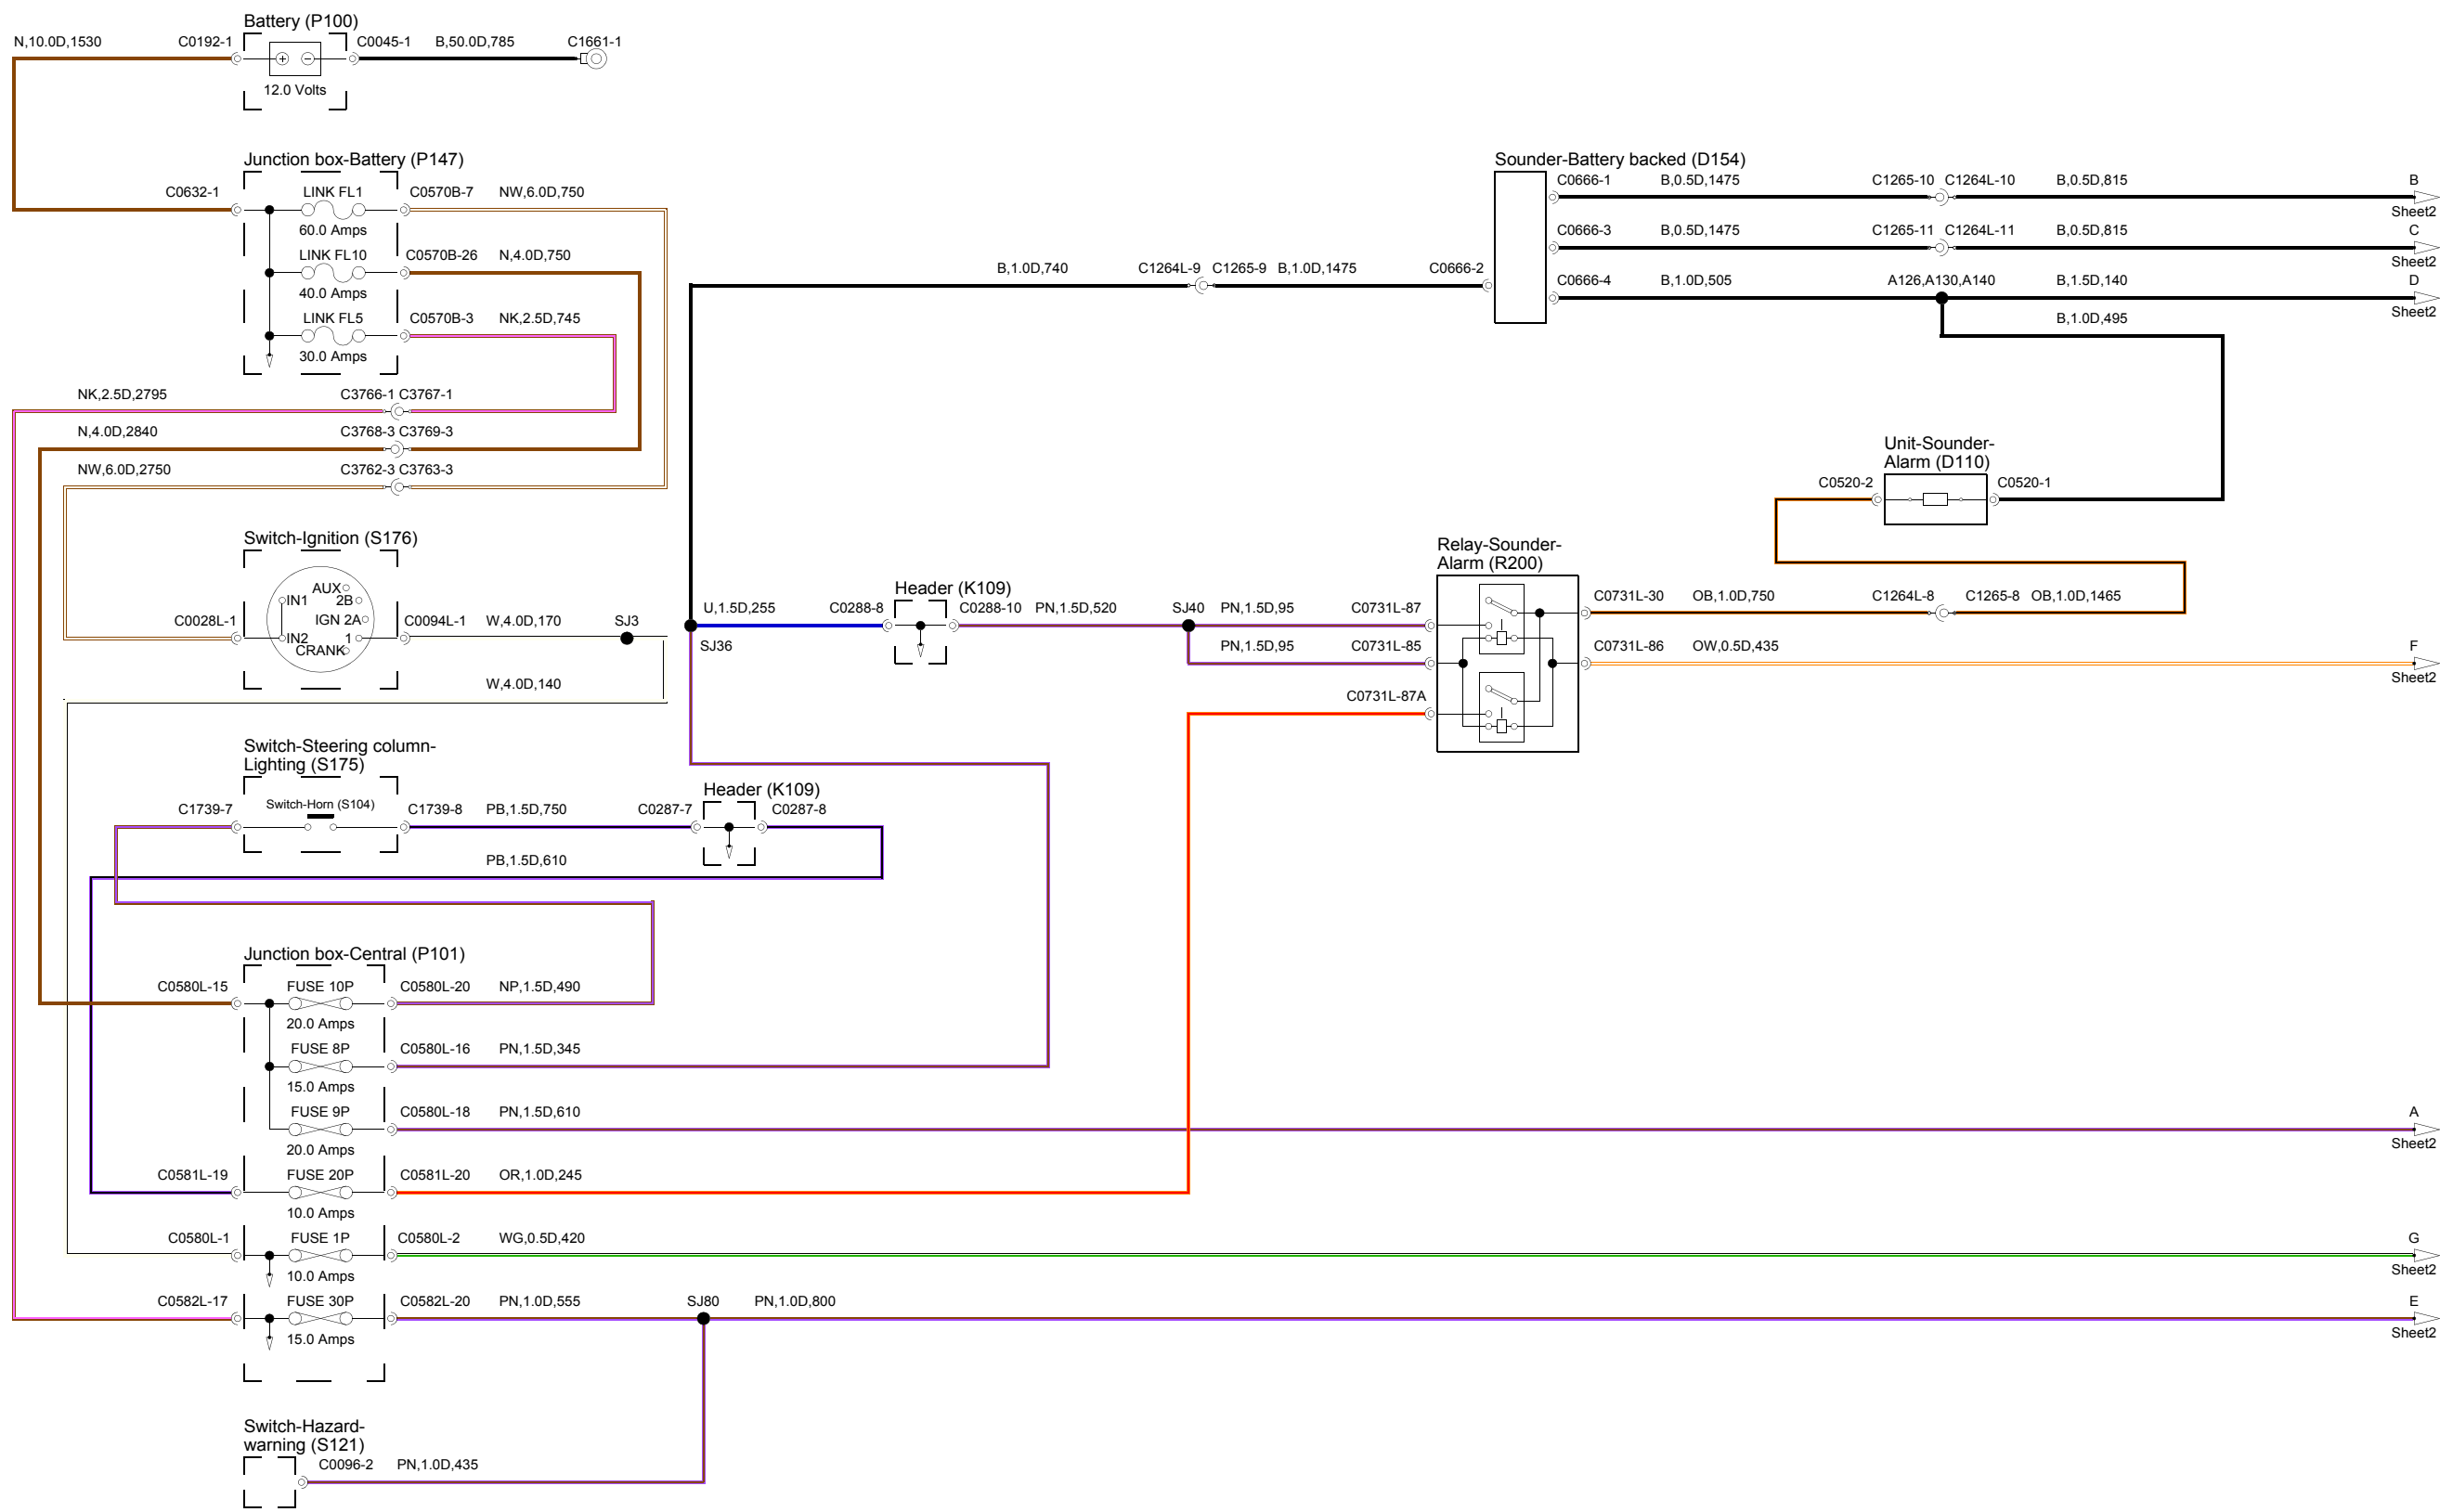 Battery (P100)
N,10.0D,1530
C0192-1
C0045-1
B,50.0D,785
C1661-1
12.0 Volts
Junction box-Battery (P147)
C0632-1
LINK FL1
C0570B-7
NW,6.0D,750
60.0 Amps
LINK FL10
C0570B-26
N,4.0D,750
40.0 Amps
LINK FL5
C0570B-3
NK,2.5D,745
30.0 Amps
NK,2.5D,2795
C3766-1 C3767-1
N,4.0D,2840
C3768-3 C3769-3
NW,6.0D,2750
C3762-3 C3763-3
Sounder-Battery backed (D154)
C0666-1
B,0.5D,1475
C1265-10
C1264L-10
B,0.5D,815
B
Sheet2
C0666-3
B,0.5D,1475
C1265-11
C1264L-11
B,0.5D,815
C
Sheet2
B,1.0D,740
C1264L-9
C1265-9
B,1.0D,1475
C0666-2
C0666-4
B,1.0D,505
A126,A130,A140
B,1.5D,140
D
Sheet2
B,1.0D,495
Unit-Sounder-
Alarm (D110)
C0520-2
C0520-1
Switch-Ignition (S176)
AUX
IN1
2B
IGN 2A
C0028L-1
IN2
1
CRANK
C0094L-1
W,4.0D,170
SJ3
W,4.0D,140
U,1.5D,255
SJ36
C0288-8
Header (K109)
C0288-10
PN,1.5D,520
SJ40
PN,1.5D,95
C0731L-87
PN,1.5D,95
C0731L-85
C0731L-87A
Relay-Sounder-
Alarm (R200)
C0731L-30
OB,1.0D,750
C1264L-8
C1265-8
OB,1.0D,1465
C0731L-86
OW,0.5D,435
F
Sheet2
Switch-Steering column-
Lighting (S175)
C1739-7
Switch-Horn (S104)
C1739-8
PB,1.5D,750
C0287-7
Header (K109)
C0287-8
PB,1.5D,610
Junction box-Central (P101)
C0580L-15
FUSE 10P
C0580L-20
NP,1.5D,490
20.0 Amps
FUSE 8P
C0580L-16
PN,1.5D,345
15.0 Amps
FUSE 9P
C0580L-18
PN,1.5D,610
A
Sheet2
20.0 Amps
C0581L-19
FUSE 20P
C0581L-20
OR,1.0D,245
10.0 Amps
C0580L-1
FUSE 1P
C0580L-2
WG,0.5D,420
G
Sheet2
10.0 Amps
C0582L-17
FUSE 30P
C0582L-20
PN,1.0D,555
SJ80
PN,1.0D,800
E
Sheet2
15.0 Amps
Switch-Hazard-
warning (S121)
C0096-2
PN,1.0D,435